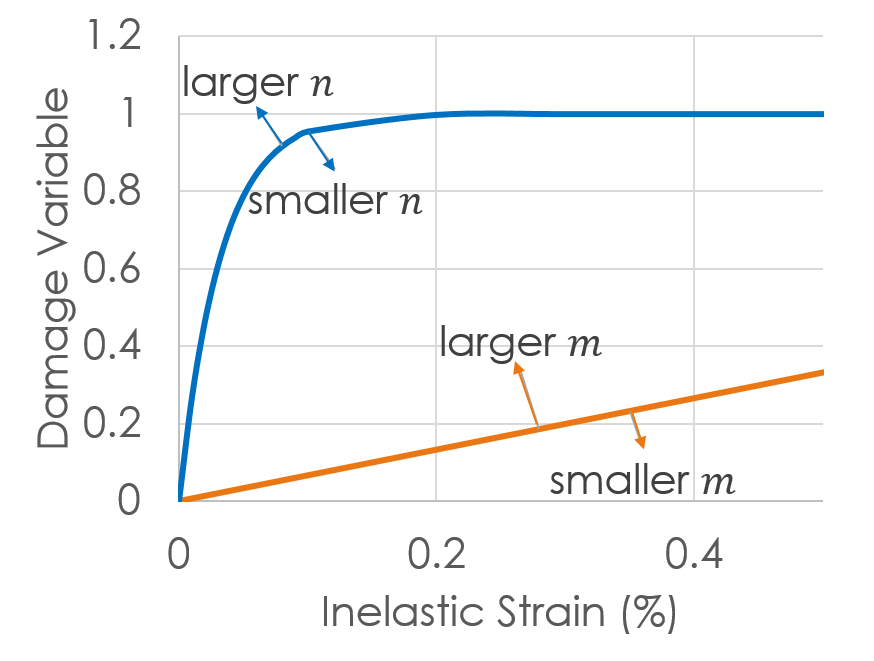 1.2
larger n
1
0.8
smaller n
0.6
larger m
0.4
0.2
smaller m
0
0
0.2
0.4
Damage Variable
Inelastic Strain (%)